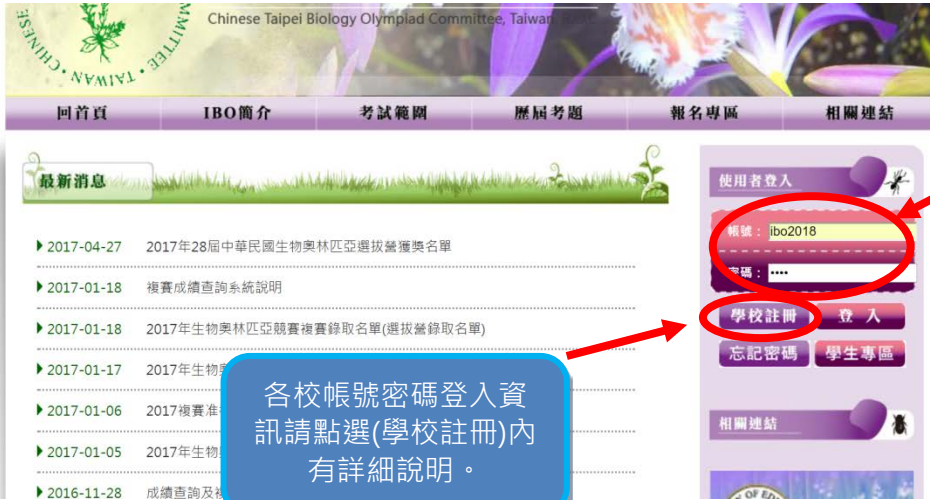 CHINESE
TAIWAN
MMITTEE,
Chinese Taipei Biology Olympiad Committee, Taiwan
回首頁
IBO簡介
考試範圍
歷屆考題
報名專區
相關連結
最新消息
2017-04-27 2017年28屆中華民國生物奧林匹亞選拔營獲獎名單
2017-01-18 複賽成績查詢系統說明
2017-01-18 2017年生物奧林匹亞競賽複賽錄取名單(選拔營錄取名單)
2017-01-17 2017年生物
2017-01-06 2017複賽准
2017-01-05 2017年生物
2016-11-28 成績查詢及
各校帳號密碼登入資
訊請點選(學校註冊)內
有詳細說明。
使用者登入
帳號： ibo2018
密碼： ••••
學校註冊
登 入
忘記密碼
學生專區
相關連結